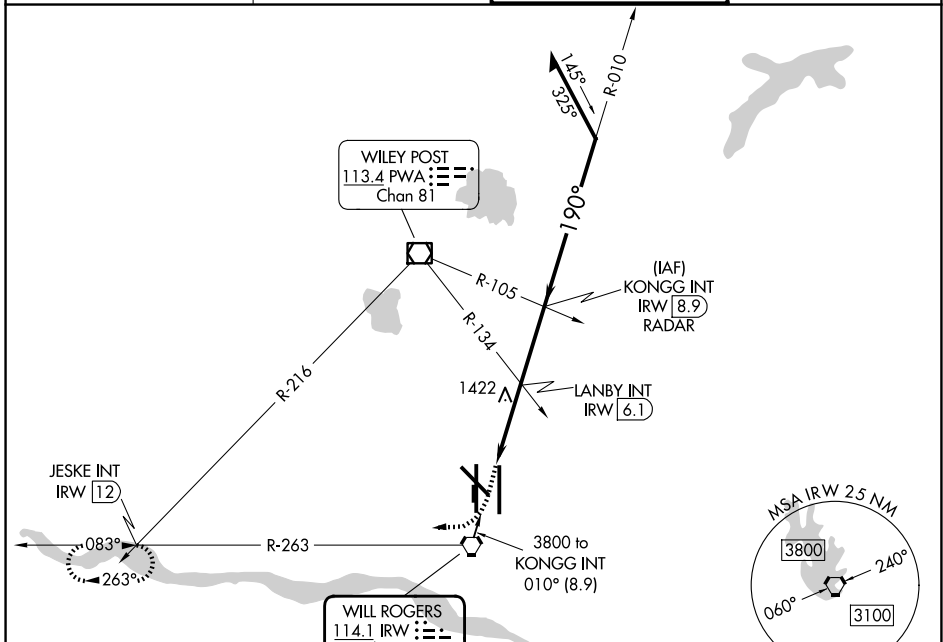 R-010
145°
325°
WILEY POST
113.4 PWA
Chan 81
190°
(IAF)
KONGG INT
IRW 8.9
RADAR
R-105
R-134
1422
LANBY INT
IRW 6.1
R-216
JESKE INT
IRW 12
083°
R-263
263°
3800 to
KONGG INT
010° (8.9)
WILL ROGERS
114.1 IRW
MSA IRW 25 NM
3800
240°
060°
3100